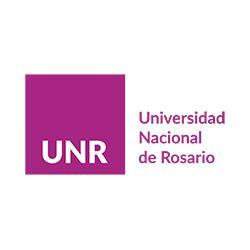 UNR
Universidad
Nacional
de Rosario